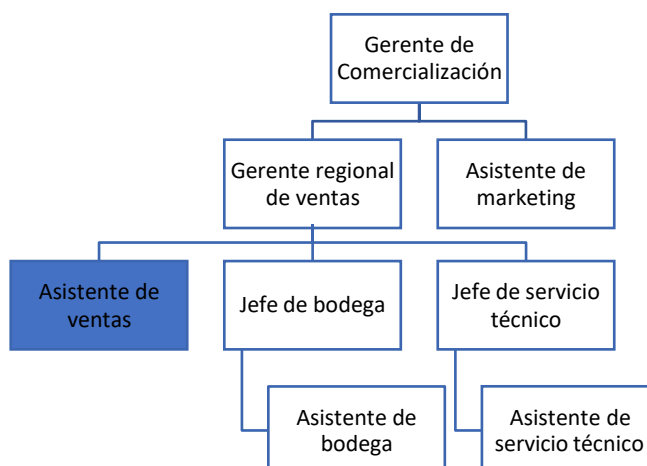 Gerente de
Comercialización
Gerente regional
de ventas
Asistente de
marketing
Asistente de
ventas
Jefe de bodega
Jefe de servicio
técnico
Asistente de
bodega
Asistente de
servicio técnico